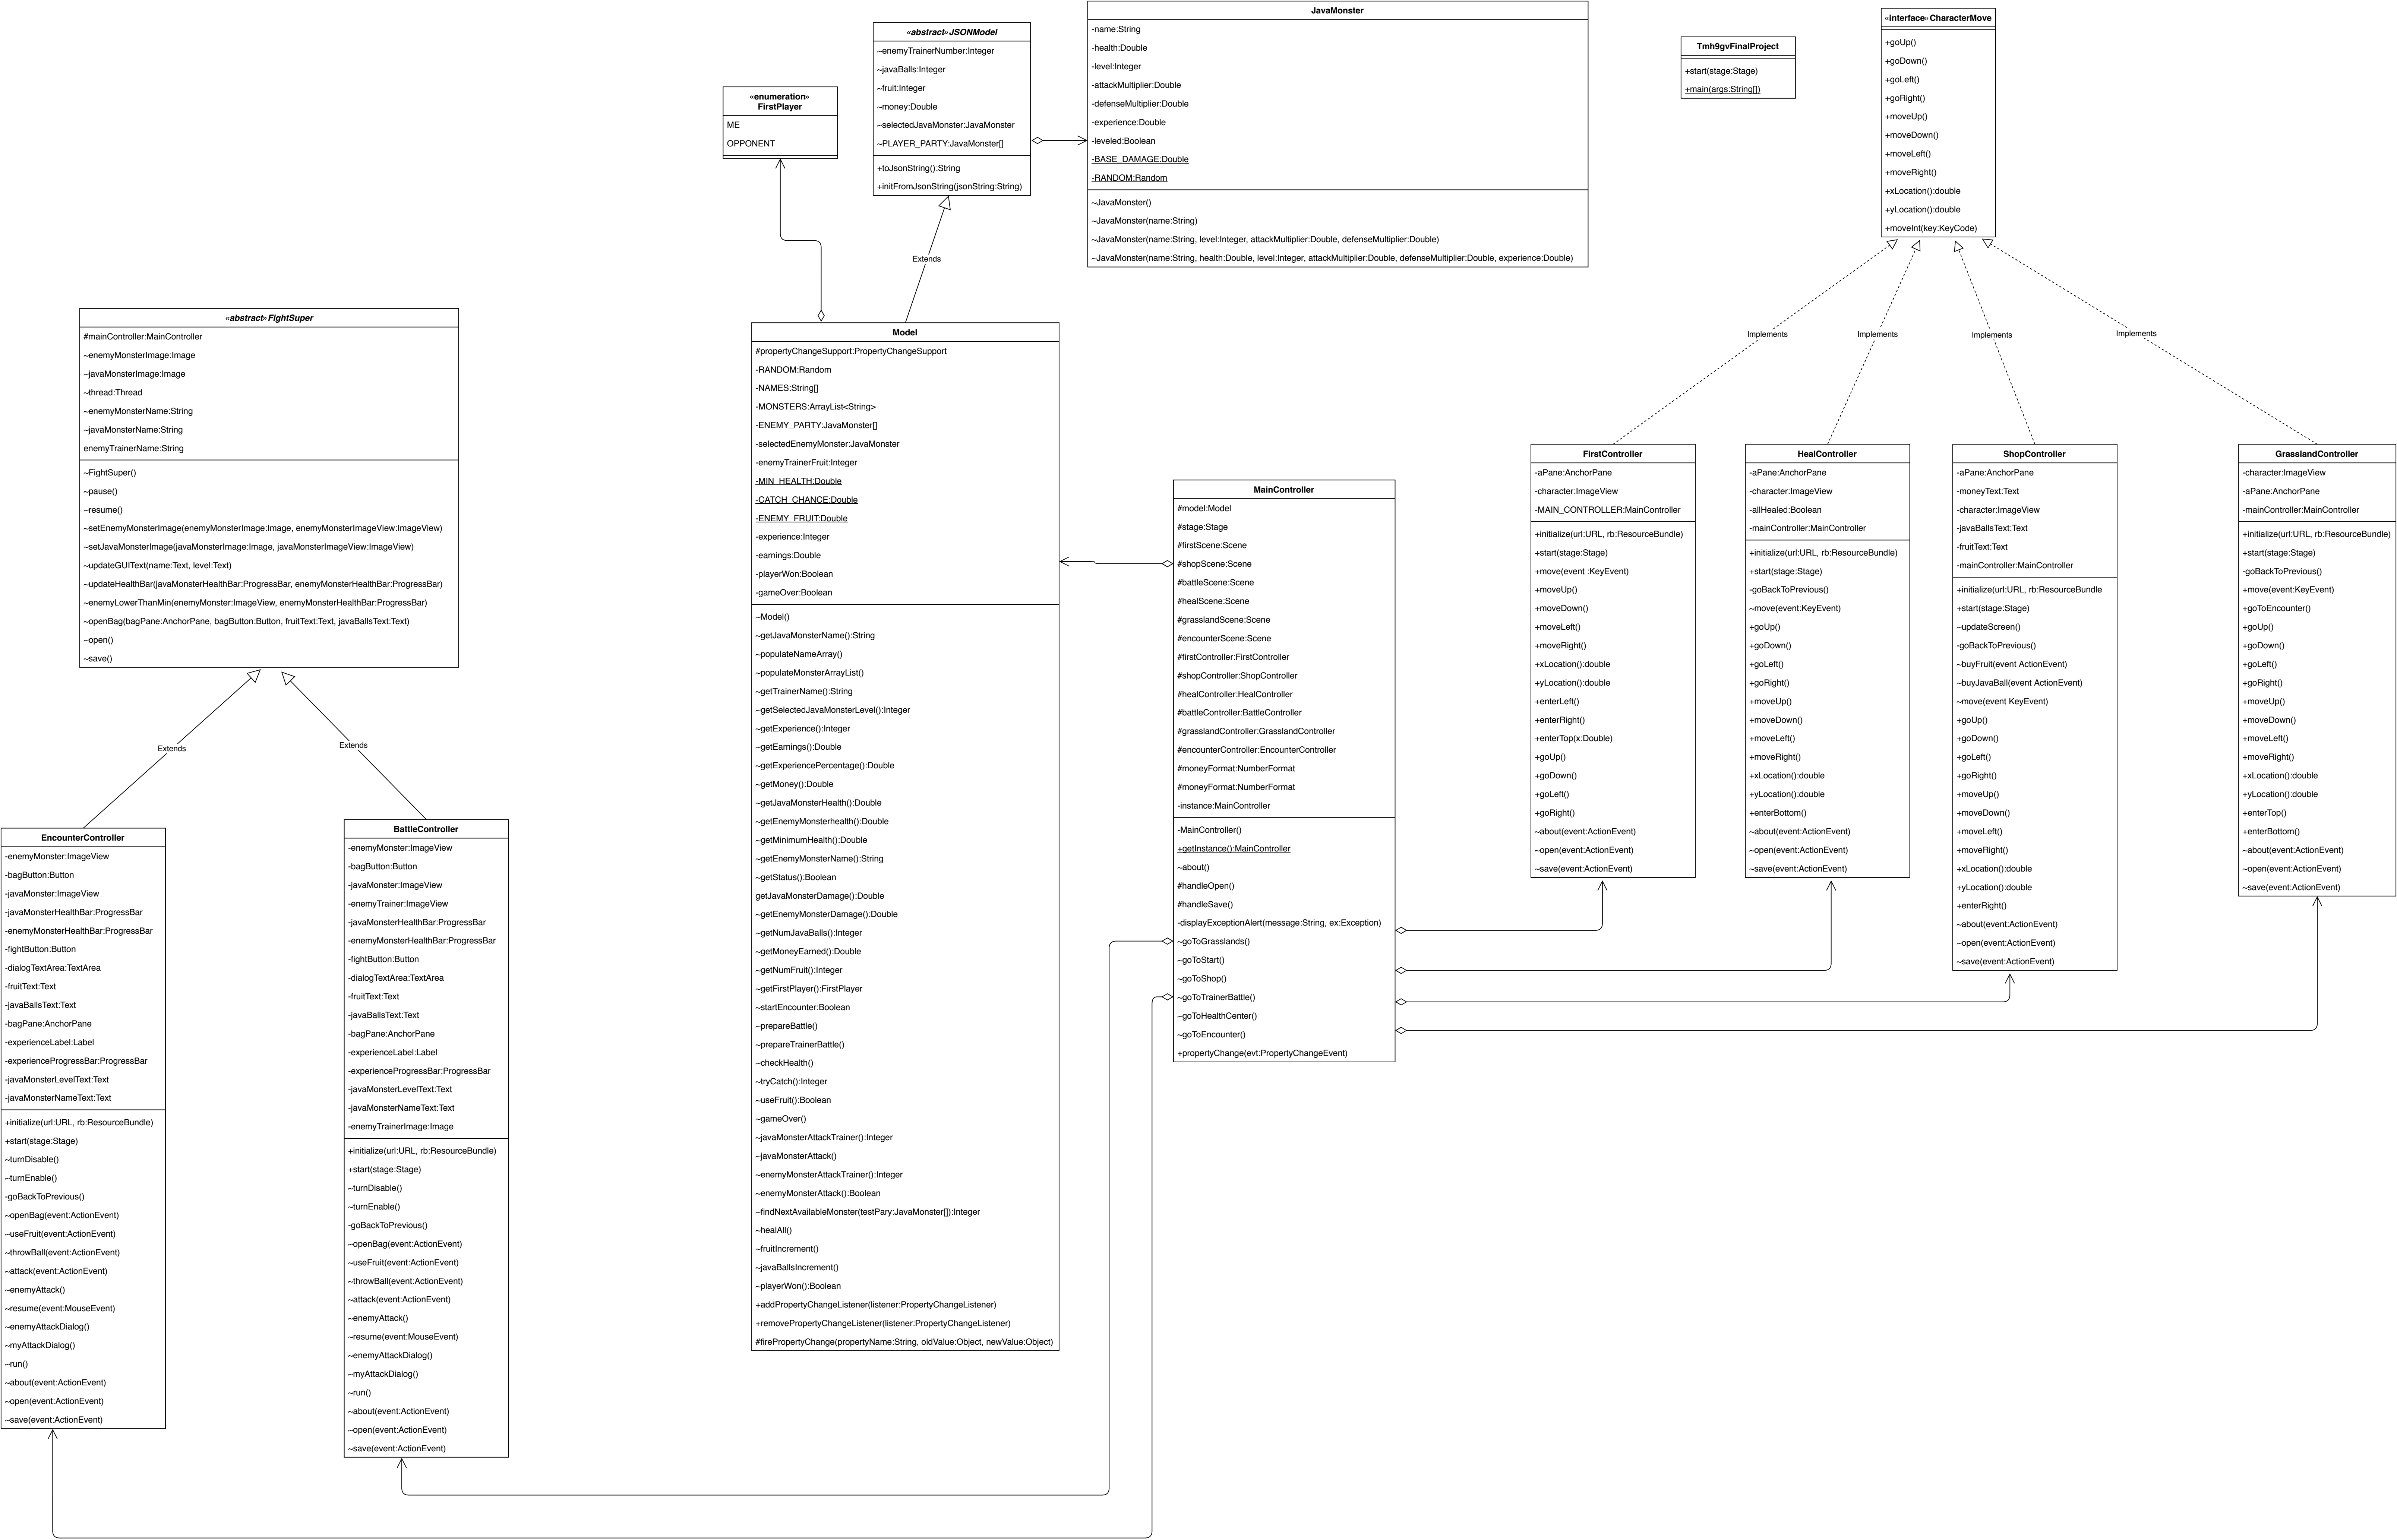 JavaMonster
-name:String
-health:Double
-level:Integer
-attackMultiplier:Double
-defenseMultiplier:Double
-experience:Double
-leveled:Boolean
-BASE_DAMAGE:Double
-RANDOM:Random
~JavaMonster()
~JavaMonster(name:String)
~JavaMonster(name:String, level:Integer, attackMultiplier:Double, defenseMultiplier:Double)
~JavaMonster(name:String, health:Double, level:Integer, attackMultiplier:Double, defenseMultiplier:Double, experience:Double)
«interface» CharacterMove
+goUp()
+goDown()
+goLeft()
+goRight()
+moveUp()
+moveDown()
+moveLeft()
+moveRight()
+xLocation():double
+yLocation():double
+moveInt(key:KeyCode)
Tmh9gvFinalProject
+start(stage:Stage)
+main(args:String[])
«abstract» JSONModel
~enemyTrainerNumber:Integer
~javaBalls:Integer
~fruit:Integer
~money:Double
~selectedJavaMonster:JavaMonster
~PLAYER_PARTY:JavaMonster[]
+toJsonString():String
+initFromJsonString(jsonString:String)
«enumeration»
FirstPlayer
ME
OPPONENT
Extends
Implements
Implements
Implements
Implements
«abstract» FightSuper
#mainController:MainController
~enemyMonsterImage:Image
~javaMonsterImage:Image
~thread:Thread
~enemyMonsterName:String
~javaMonsterName:String
enemyTrainerName:String
~FightSuper()
~pause()
~resume()
~setEnemyMonsterImage(enemyMonsterImage:Image, enemyMonsterImageView:ImageView)
~setJavaMonsterImage(javaMonsterImage:Image, javaMonsterImageView:ImageView)
~updateGUIText(name:Text, level:Text)
~updateHealthBar(javaMonsterHealthBar:ProgressBar, enemyMonsterHealthBar:ProgressBar)
~enemyLowerThanMin(enemyMonster:ImageView, enemyMonsterHealthBar:ProgressBar)
~openBag(bagPane:AnchorPane, bagButton:Button, fruitText:Text, javaBallsText:Text)
~open()
~save()
Extends
Extends
Model
#propertyChangeSupport:PropertyChangeSupport
-RANDOM:Random
-NAMES:String[]
-MONSTERS:ArrayList<String>
-ENEMY_PARTY:JavaMonster[]
-selectedEnemyMonster:JavaMonster
-enemyTrainerFruit:Integer
-MIN_HEALTH:Double
-CATCH_CHANCE:Double
-ENEMY_FRUIT:Double
-experience:Integer
-earnings:Double
-playerWon:Boolean
-gameOver:Boolean
~Model()
~getJavaMonsterName():String
~populateNameArray()
~populateMonsterArrayList()
~getTrainerName():String
~getSelectedJavaMonsterLevel():Integer
~getExperience():Integer
~getEarnings():Double
~getExperiencePercentage():Double
~getMoney():Double
~getJavaMonsterHealth():Double
~getEnemyMonsterhealth():Double
~getMinimumHealth():Double
~getEnemyMonsterName():String
~getStatus():Boolean
getJavaMonsterDamage():Double
~getEnemyMonsterDamage():Double
~getNumJavaBalls():Integer
~getMoneyEarned():Double
~getNumFruit():Integer
~getFirstPlayer():FirstPlayer
~startEncounter:Boolean
~prepareBattle()
~prepareTrainerBattle()
~checkHealth()
~tryCatch():Integer
~useFruit():Boolean
~gameOver()
~javaMonsterAttackTrainer():Integer
~javaMonsterAttack()
~enemyMonsterAttackTrainer():Integer
~enemyMonsterAttack():Boolean
~findNextAvailableMonster(testPary:JavaMonster[]):Integer
~healAll()
~fruitIncrement()
~javaBallsIncrement()
~playerWon():Boolean
+addPropertyChangeListener(listener:PropertyChangeListener)
+removePropertyChangeListener(listener:PropertyChangeListener)
#firePropertyChange(propertyName:String, oldValue:Object, newValue:Object)
MainController
#model:Model
#stage:Stage
#firstScene:Scene
#shopScene:Scene
#battleScene:Scene
#healScene:Scene
#grasslandScene:Scene
#encounterScene:Scene
#firstController:FirstController
#shopController:ShopController
#healController:HealController
#battleController:BattleController
#grasslandController:GrasslandController
#encounterController:EncounterController
#moneyFormat:NumberFormat
#moneyFormat:NumberFormat
-instance:MainController
-MainController()
+getInstance():MainController
~about()
#handleOpen()
#handleSave()
-displayExceptionAlert(message:String, ex:Exception)
~goToGrasslands()
~goToStart()
~goToShop()
~goToTrainerBattle()
~goToHealthCenter()
~goToEncounter()
+propertyChange(evt:PropertyChangeEvent)
FirstController
-aPane:AnchorPane
-character:ImageView
-MAIN_CONTROLLER:MainController
+initialize(url:URL, rb:ResourceBundle)
+start(stage:Stage)
+move(event :KeyEvent)
+moveUp()
+moveDown()
+moveLeft()
+moveRight()
+xLocation():double
+yLocation():double
+enterLeft()
+enterRight()
+enterTop(x:Double)
+goUp()
+goDown()
+goLeft()
+goRight()
~about(event:ActionEvent)
~open(event:ActionEvent)
~save(event:ActionEvent)
HealController
-aPane:AnchorPane
-character:ImageView
-allHealed:Boolean
-mainController:MainController
+initialize(url:URL, rb:ResourceBundle)
+start(stage:Stage)
-goBackToPrevious()
~move(event:KeyEvent)
+goUp()
+goDown()
+goLeft()
+goRight()
+moveUp()
+moveDown()
+moveLeft()
+moveRight()
+xLocation():double
+yLocation():double
+enterBottom()
~about(event:ActionEvent)
~open(event:ActionEvent)
~save(event:ActionEvent)
ShopController
-aPane:AnchorPane
-moneyText:Text
-character:ImageView
-javaBallsText:Text
-fruitText:Text
-mainController:MainController
+initialize(url:URL, rb:ResourceBundle
+start(stage:Stage)
~updateScreen()
-goBackToPrevious()
~buyFruit(event ActionEvent)
~buyJavaBall(event ActionEvent)
~move(event KeyEvent)
+goUp()
+goDown()
+goLeft()
+goRight()
+moveUp()
+moveDown()
+moveLeft()
+moveRight()
+xLocation():double
+yLocation():double
+enterRight()
~about(event:ActionEvent)
~open(event:ActionEvent)
~save(event:ActionEvent)
GrasslandController
-character:ImageView
-aPane:AnchorPane
-mainController:MainController
+initialize(url:URL, rb:ResourceBundle)
+start(stage:Stage)
-goBackToPrevious()
+move(event:KeyEvent)
+goToEncounter()
+goUp()
+goDown()
+goLeft()
+goRight()
+moveUp()
+moveDown()
+moveLeft()
+moveRight()
+xLocation():double
+yLocation():double
+enterTop()
+enterBottom()
~about(event:ActionEvent)
~open(event:ActionEvent)
~save(event:ActionEvent)
EncounterController
-enemyMonster:ImageView
-bagButton:Button
-javaMonster:ImageView
-javaMonsterHealthBar:ProgressBar
-enemyMonsterHealthBar:ProgressBar
-fightButton:Button
-dialogTextArea:TextArea
-fruitText:Text
-javaBallsText:Text
-bagPane:AnchorPane
-experienceLabel:Label
-experienceProgressBar:ProgressBar
-javaMonsterLevelText:Text
-javaMonsterNameText:Text
+initialize(url:URL, rb:ResourceBundle)
+start(stage:Stage)
~turnDisable()
~turnEnable()
-goBackToPrevious()
~openBag(event:ActionEvent)
~useFruit(event:ActionEvent)
~throwBall(event:ActionEvent)
~attack(event:ActionEvent)
~enemyAttack()
~resume(event:MouseEvent)
~enemyAttackDialog()
~myAttackDialog()
~run()
~about(event:ActionEvent)
~open(event:ActionEvent)
~save(event:ActionEvent)
BattleController
-enemyMonster:ImageView
-bagButton:Button
-javaMonster:ImageView
-enemyTrainer:ImageView
-javaMonsterHealthBar:ProgressBar
-enemyMonsterHealthBar:ProgressBar
-fightButton:Button
-dialogTextArea:TextArea
-fruitText:Text
-javaBallsText:Text
-bagPane:AnchorPane
-experienceLabel:Label
-experienceProgressBar:ProgressBar
-javaMonsterLevelText:Text
-javaMonsterNameText:Text
-enemyTrainerImage:Image
+initialize(url:URL, rb:ResourceBundle)
+start(stage:Stage)
~turnDisable()
~turnEnable()
-goBackToPrevious()
~openBag(event:ActionEvent)
~useFruit(event:ActionEvent)
~throwBall(event:ActionEvent)
~attack(event:ActionEvent)
~enemyAttack()
~resume(event:MouseEvent)
~enemyAttackDialog()
~myAttackDialog()
~run()
~about(event:ActionEvent)
~open(event:ActionEvent)
~save(event:ActionEvent)